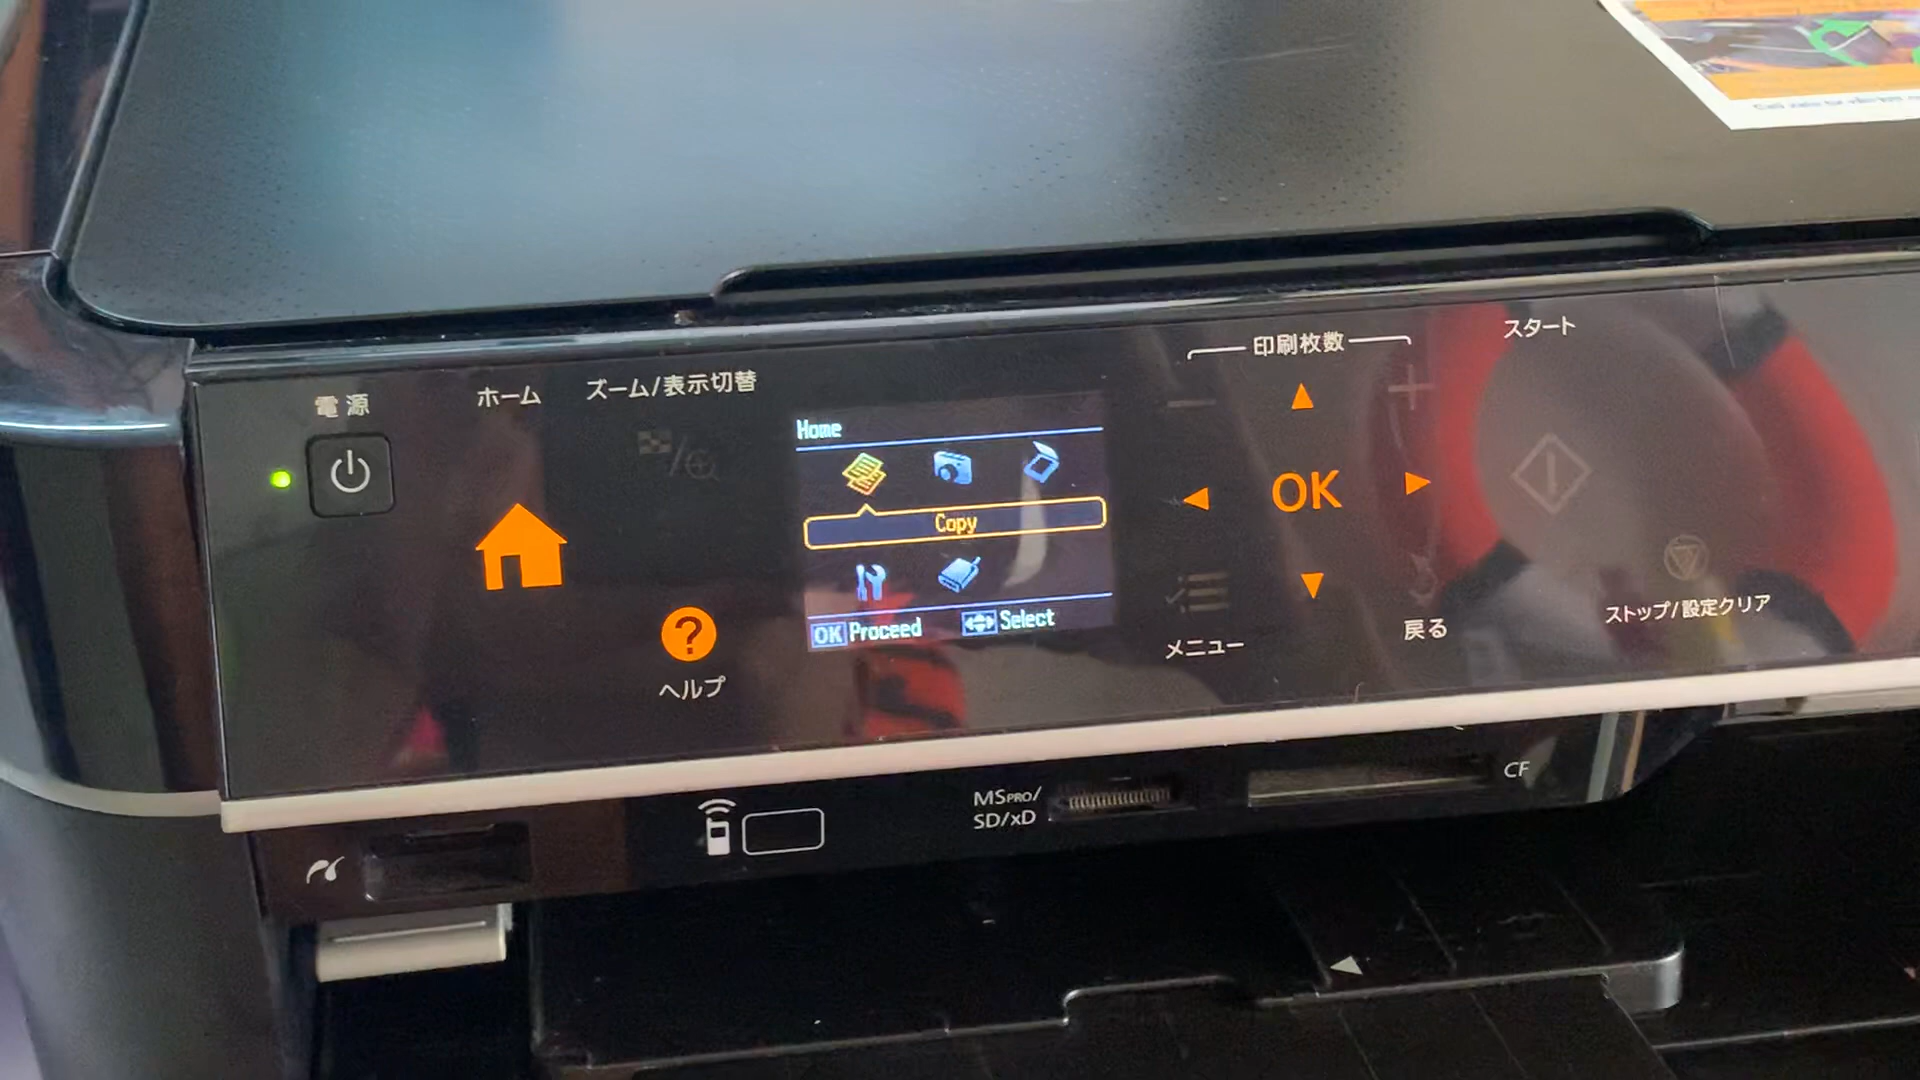 電源
ホーム
ズーム/表示切替
印刷枚数
スタート
Home
Copy
OK Proceed
Select
OK
ヘルプ
メニュー
戻る
ストップ/設定クリア
MSPRO/
SD/xD
CF